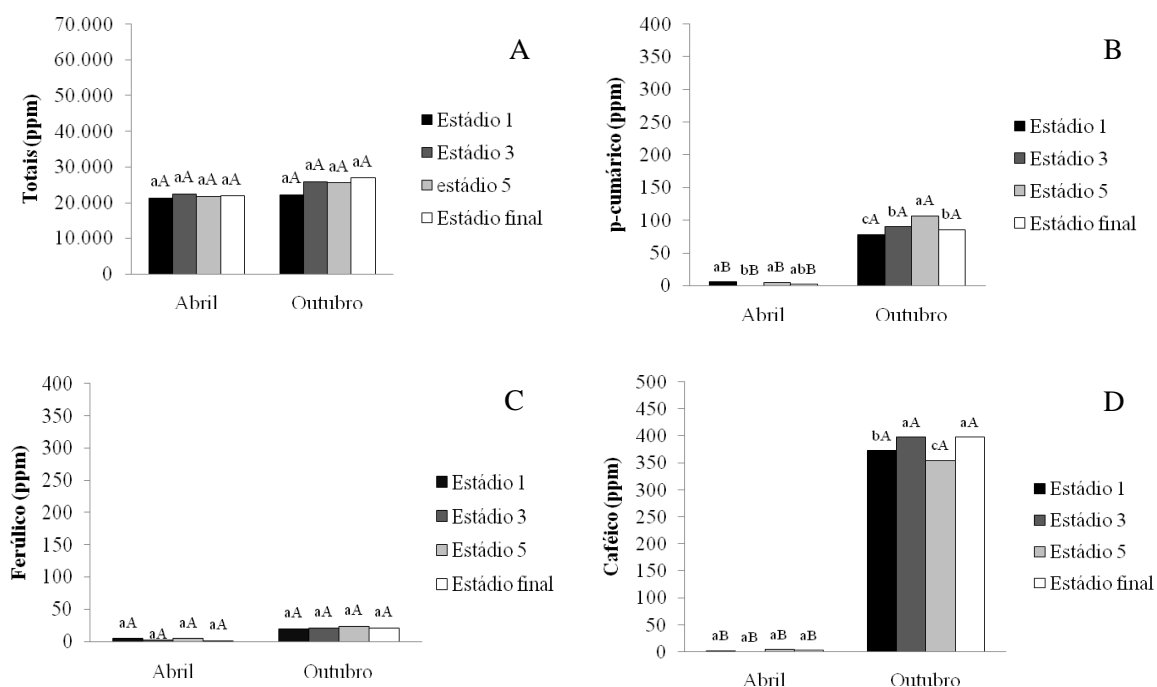 A
Totais (ppm)
70.000
60.000
50.000
40.000
30.000
20.000
10.000
0
aA aA aA aA
aA aA aA aA
Abril Outubro
Estádio 1
Estádio 3
estádio 5
Estádio final
B
p-cumárico (ppm)
400
350
300
250
200
150
100
50
0
aB bB aB abB
cA bA aA bA
Abril Outubro
Estádio 1
Estádio 3
Estádio 5
Estádio final
C
Ferúlico (ppm)
400
350
300
250
200
150
100
50
0
aA aA aA aA
aA aA aA aA
Abril Outubro
Estádio 1
Estádio 3
Estádio 5
Estádio final
D
Caféico (ppm)
500
450
400
350
300
250
200
150
100
50
0
aB aB aB aB
bA aA cA aA
Abril Outubro
Estádio 1
Estádio 3
Estádio 5
Estádio final